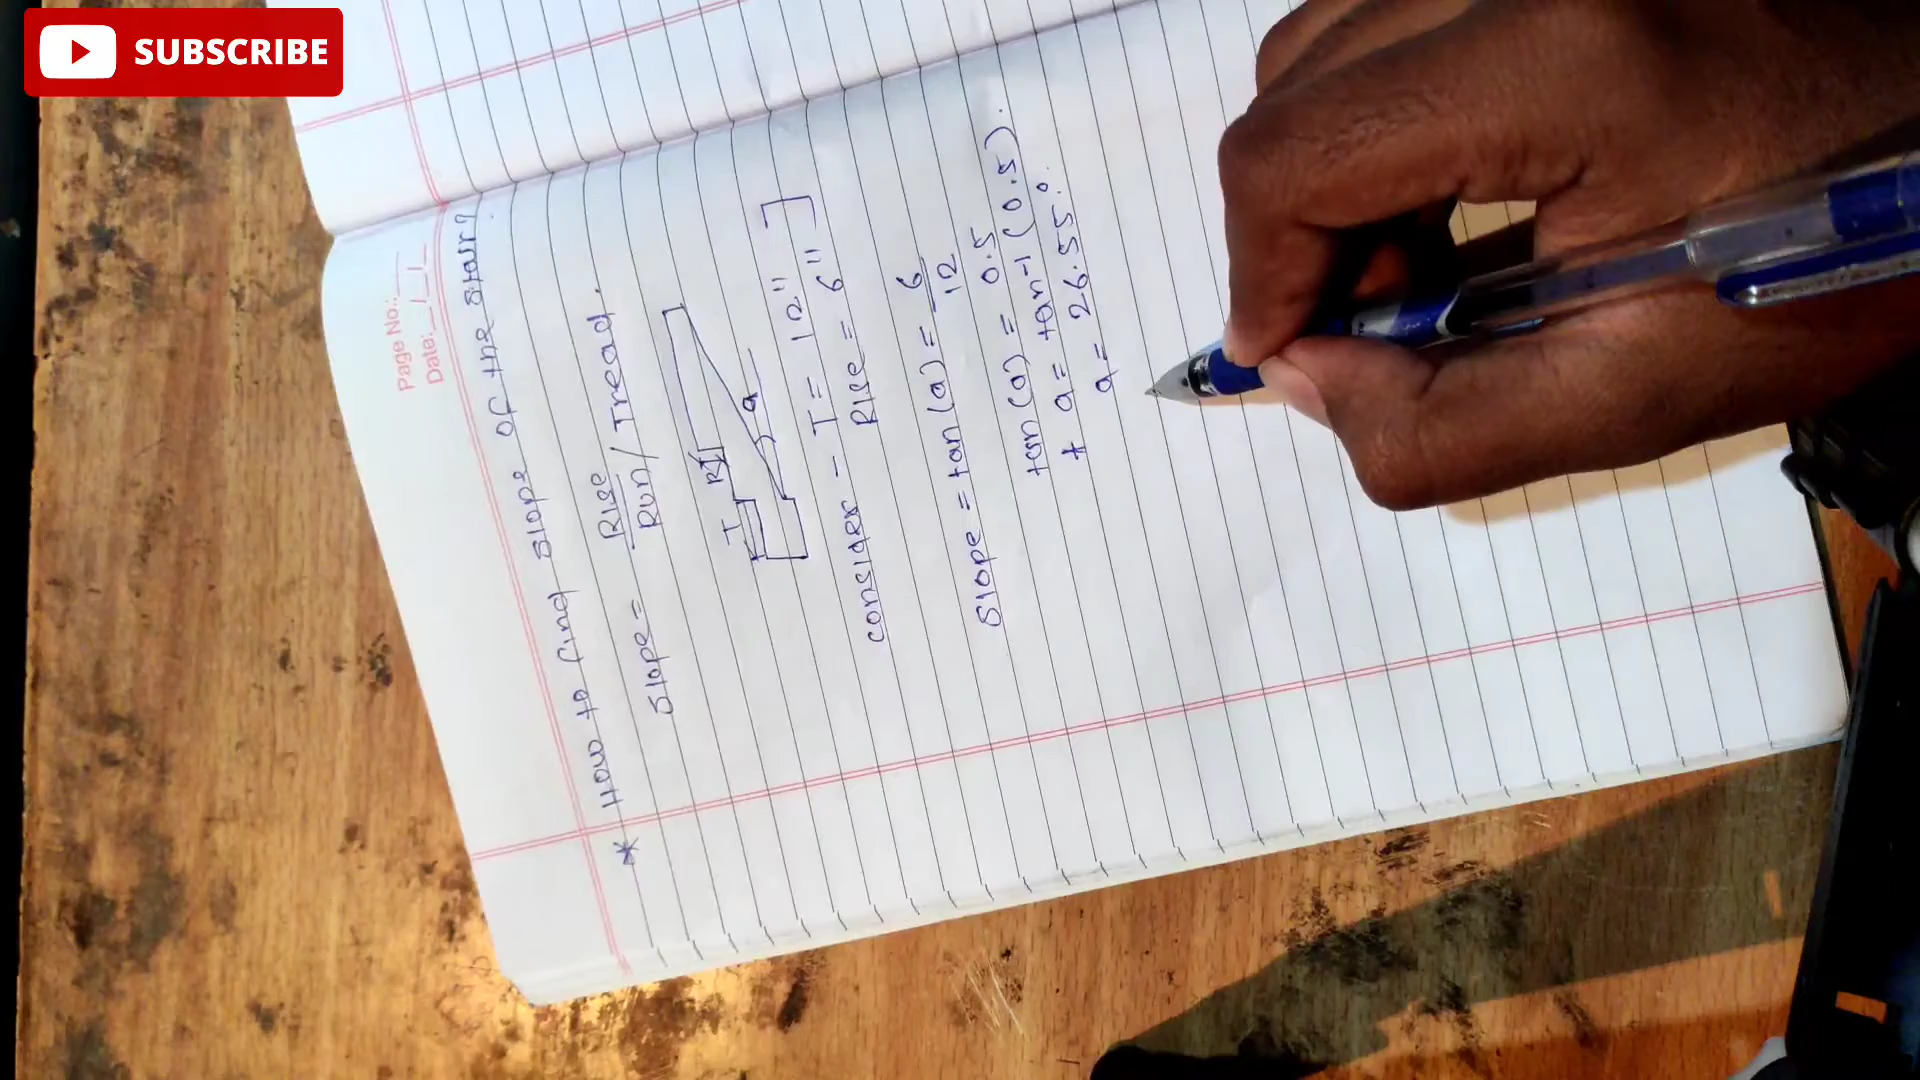 SUBSCRIBE
Page No.:
Date:
* How to find slope of the stair?
Slope = Rise
Run / Tread.
T R
a
consider - T = 12" ]
Rise = 6"
Slope = tan (a) = 6
12
tan (a) = 0.5
* a = tan-1 (0.5).
a = 26.55°.